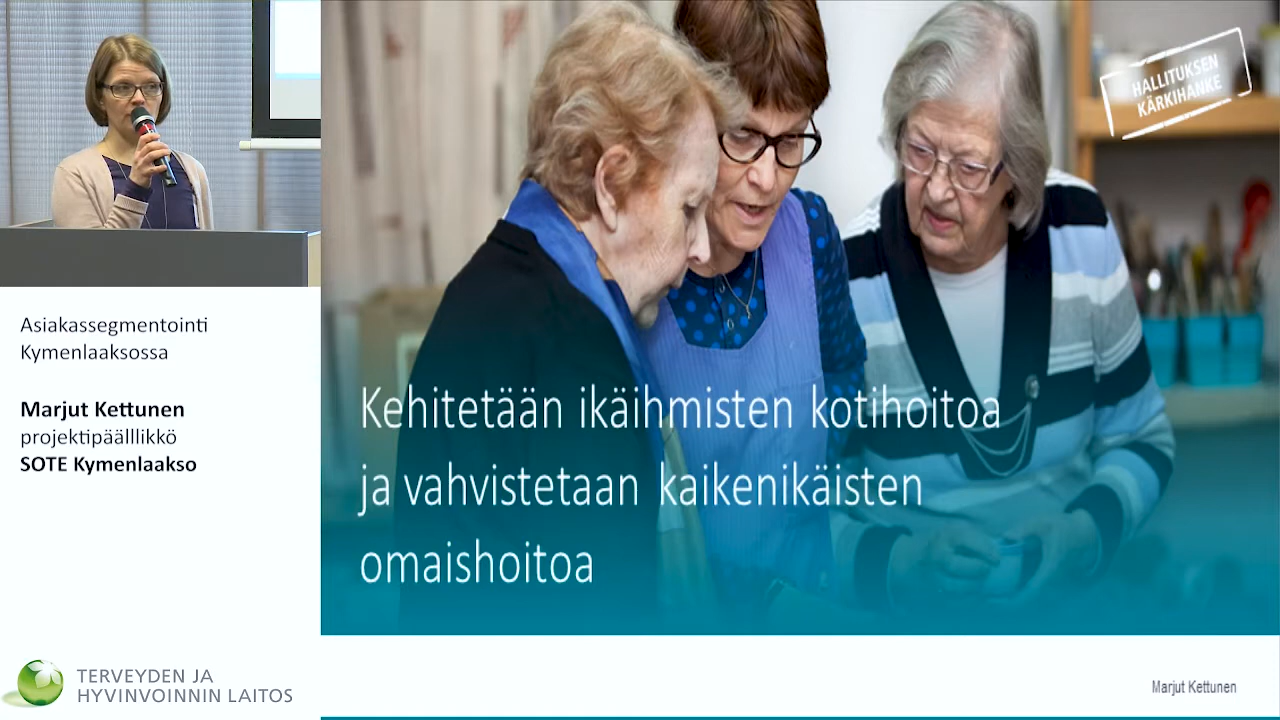 Asiakassegmentointi
Kymenlaaksossa
Marjut Kettunen
projektipäälllikkö
SOTE Kymenlaakso
TERVEYDEN JA
HYVINVOINNIN LAITOS
HALLITUKSEN
KÄRKIHANKE
Kehitetään ikäihmisten kotihoitoa
ja vahvistetaan kaikenikäisten
omaishoitoa
Marjut Kettunen